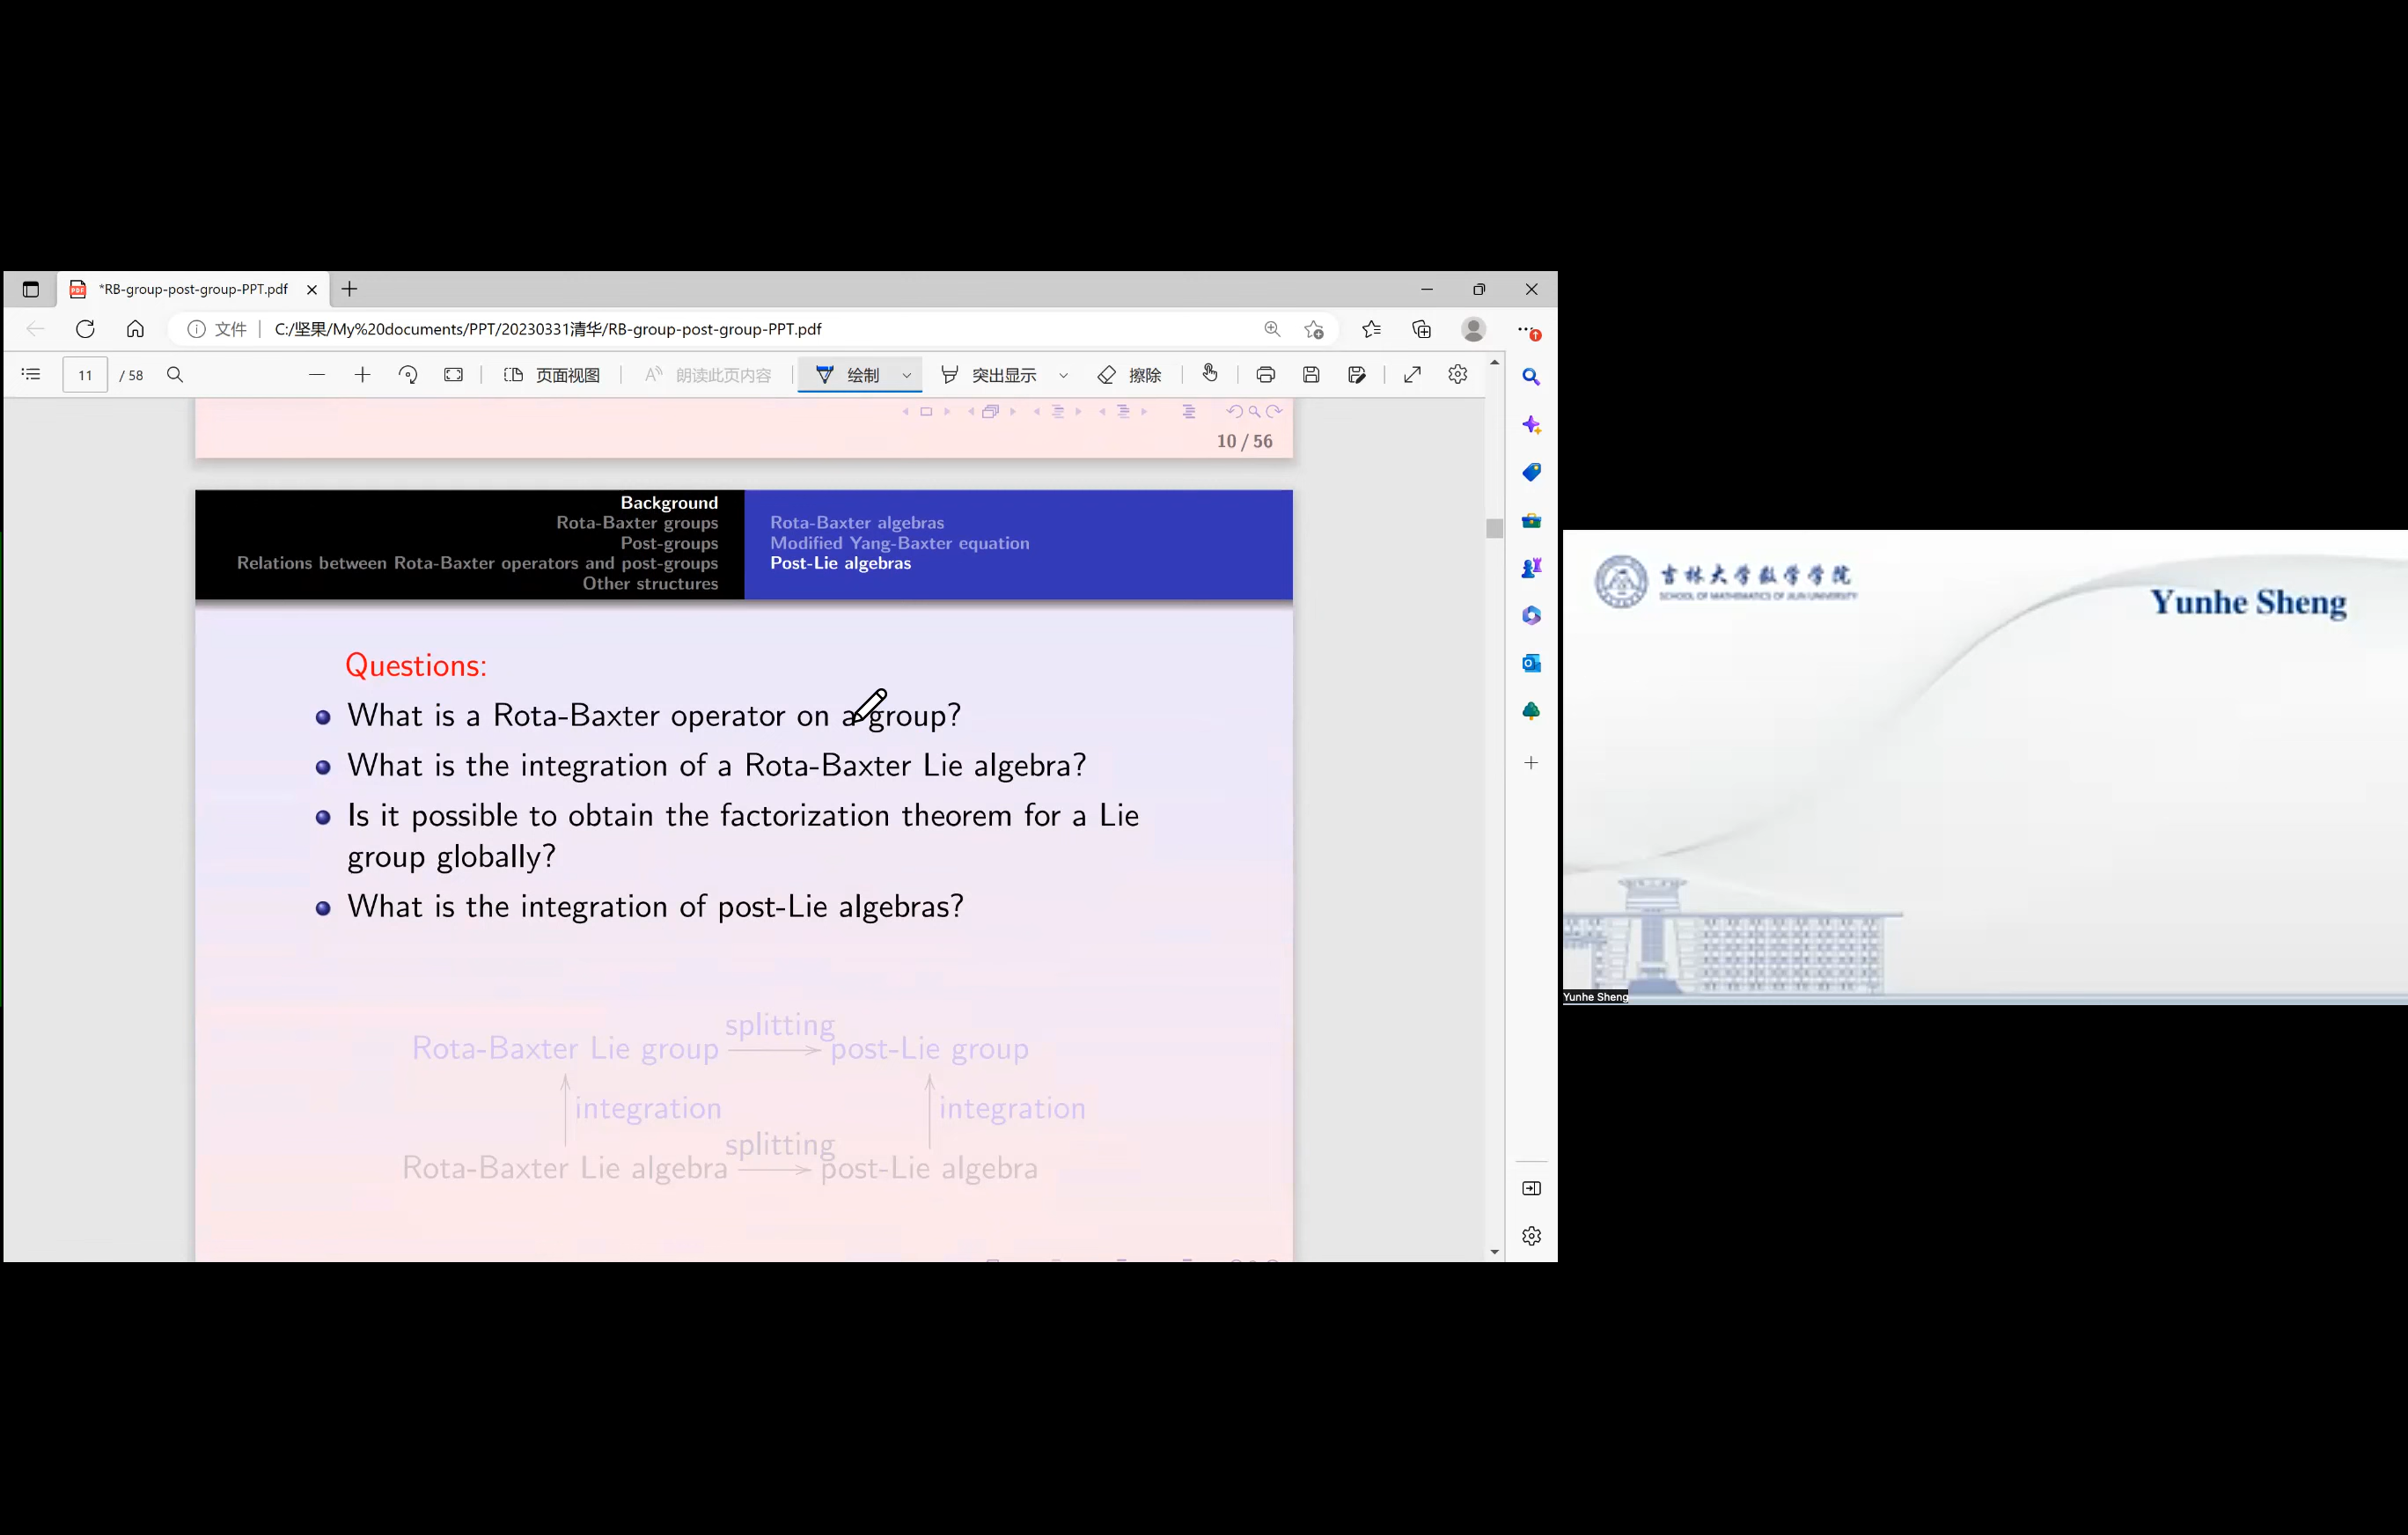 *RB-group-post-group-PPT.pdf
文件 C:/坚果/My%20documents/PPT/20230331清华/RB-group-post-group-PPT.pdf
11 / 58 页面视图 朗读此页内容 绘制 突出显示 擦除
10 / 56
Background
Rota-Baxter groups
Post-groups
Relations between Rota-Baxter operators and post-groups
Other structures
Rota-Baxter algebras
Modified Yang-Baxter equation
Post-Lie algebras
Questions:
What is a Rota-Baxter operator on a group?
What is the integration of a Rota-Baxter Lie algebra?
Is it possible to obtain the factorization theorem for a Lie
group globally?
What is the integration of post-Lie algebras?
splitting
Rota-Baxter Lie group post-Lie group
integration integration
splitting
Rota-Baxter Lie algebra post-Lie algebra
吉林大学数学学院
SCHOOL OF MATHEMATICS OF JILIN UNIVERSITY
Yunhe Sheng
Yunhe Sheng